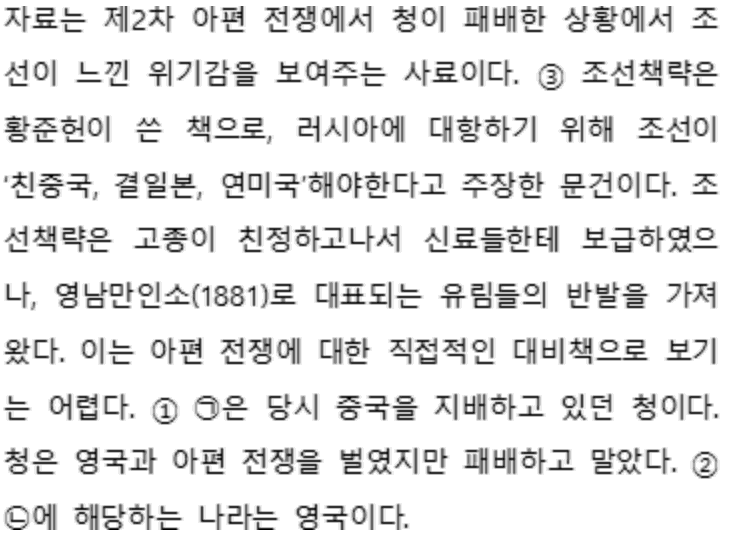 자료는 제2차 아편 전쟁에서 청이 패배한 상황에서 조
선이 느낀 위기감을 보여주는 사료이다. ③ 조선책략은
황준헌이 쓴 책으로, 러시아에 대항하기 위해 조선이
‘친중국, 결일본, 연미국’해야한다고 주장한 문건이다. 조
선책략은 고종이 친정하고나서 신료들한테 보급하였으
나, 영남만인소(1881)로 대표되는 유림들의 반발을 가져
왔다. 이는 아편 전쟁에 대한 직접적인 대비책으로 보기
는 어렵다. ① ㉠은 당시 중국을 지배하고 있던 청이다.
청은 영국과 아편 전쟁을 벌였지만 패배하고 말았다. ②
㉡에 해당하는 나라는 영국이다.